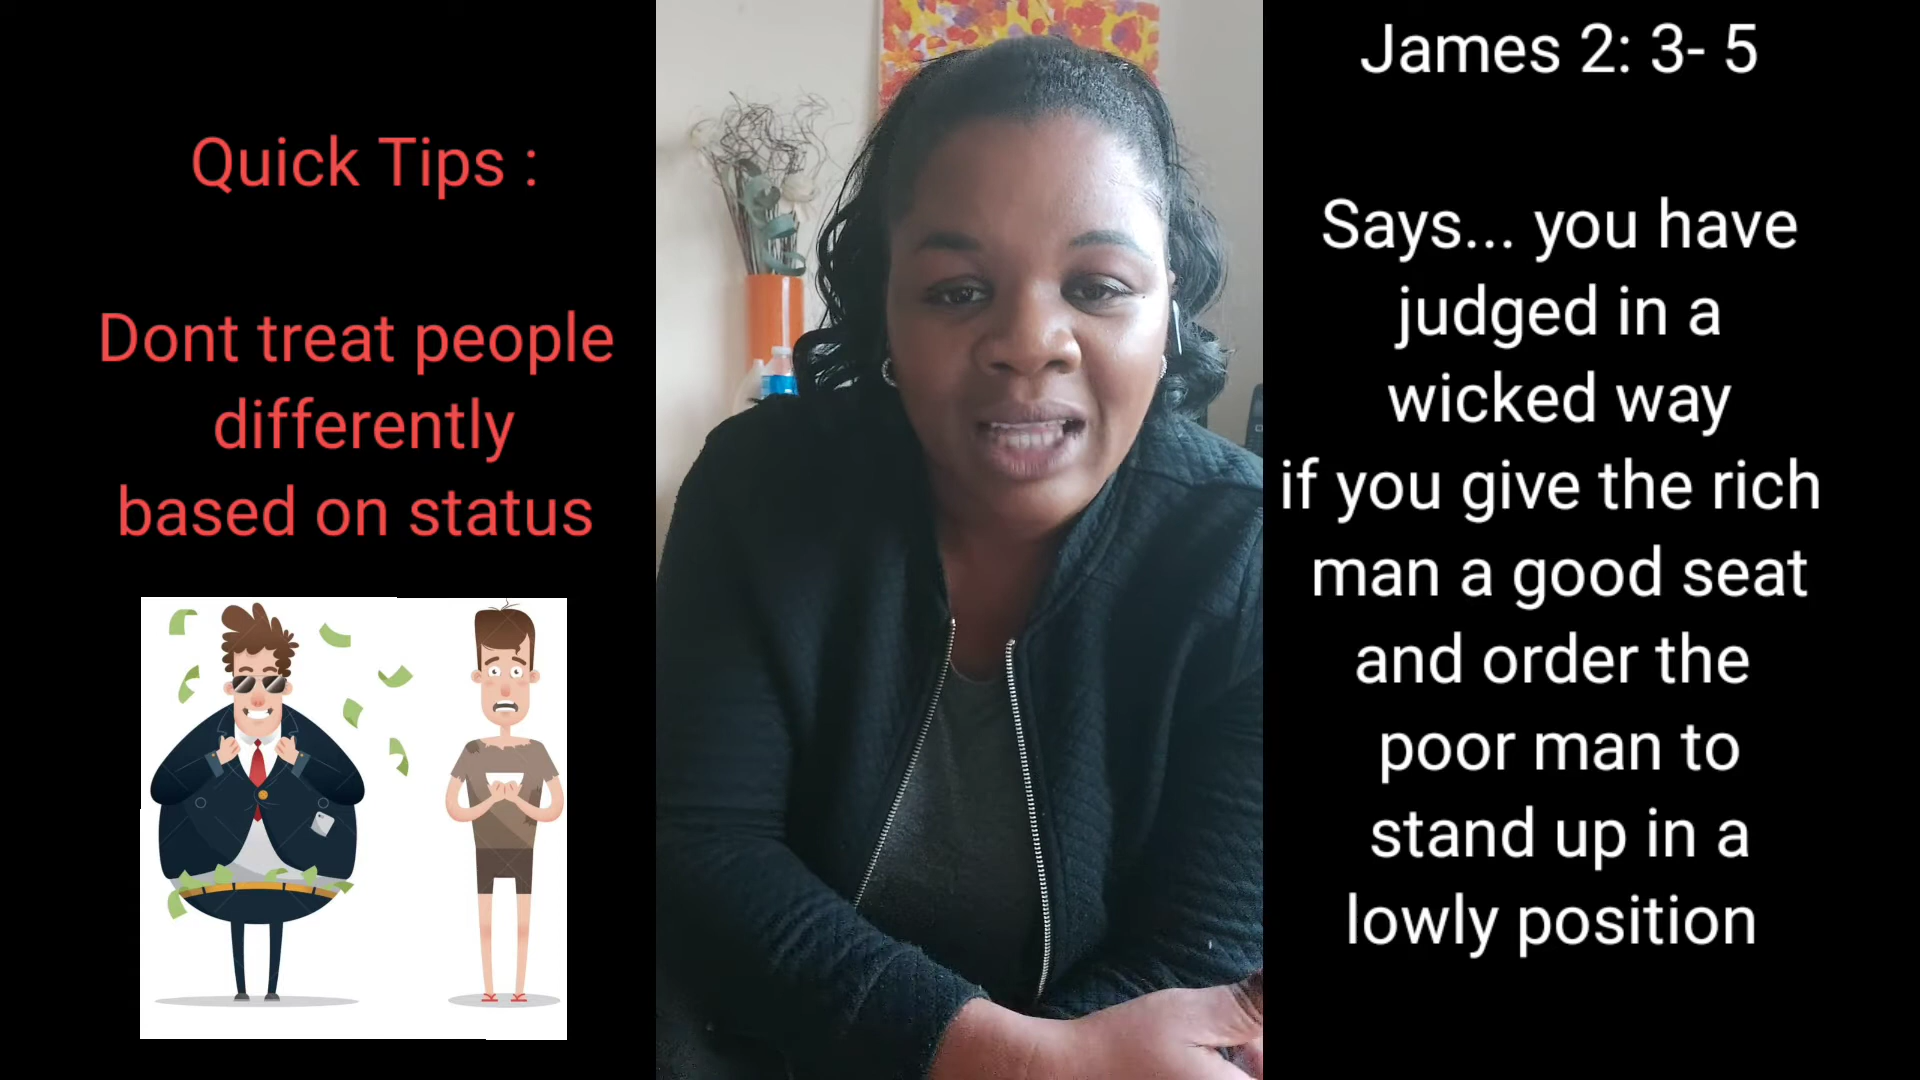 Quick Tips :
Dont treat people
differently
based on status
James 2: 3- 5
Says... you have
judged in a
wicked way
if you give the rich
man a good seat
and order the
poor man to
stand up in a
lowly position